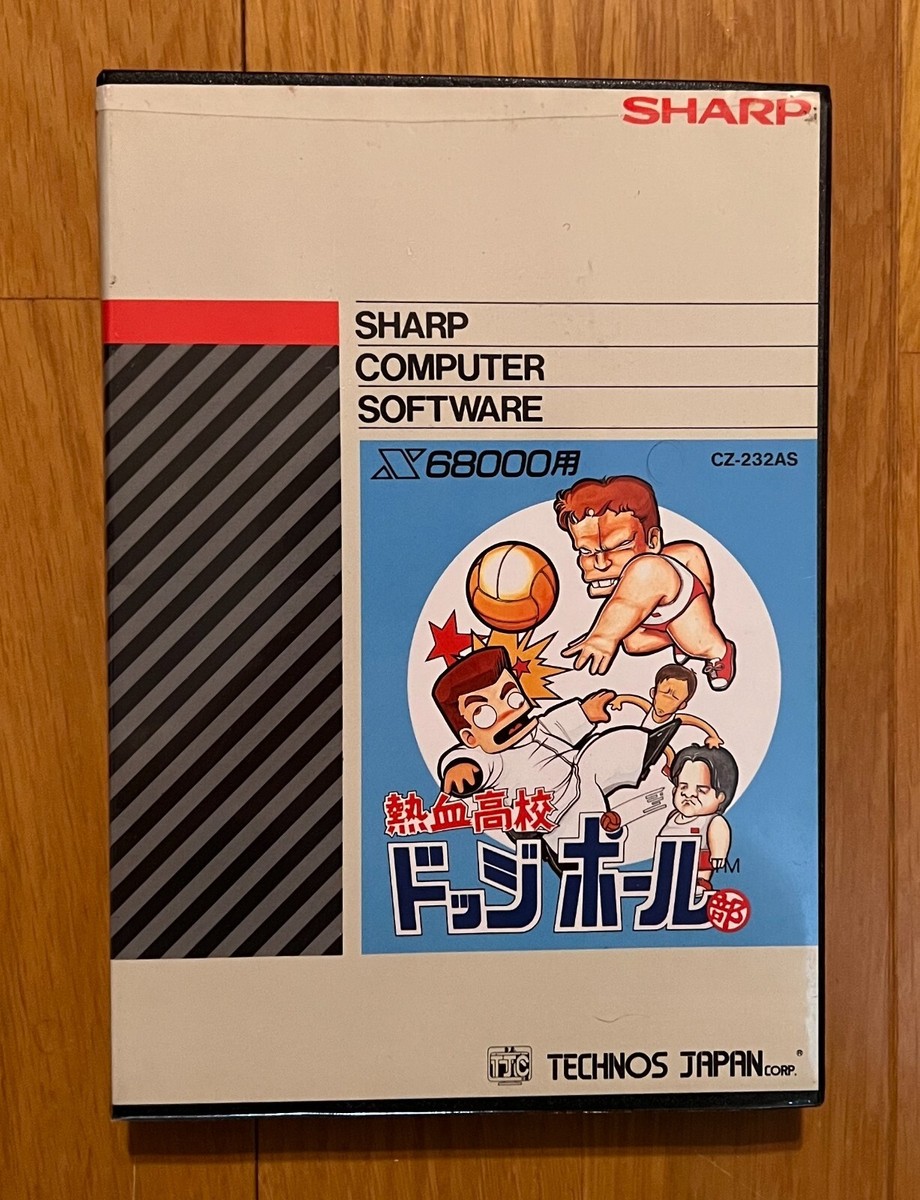 SHARP
SHARP
COMPUTER
SOFTWARE
X68000用
CZ-232AS
熱血高校
ドッジボール部
TM
TJC
TECHNOS JAPAN CORP.®